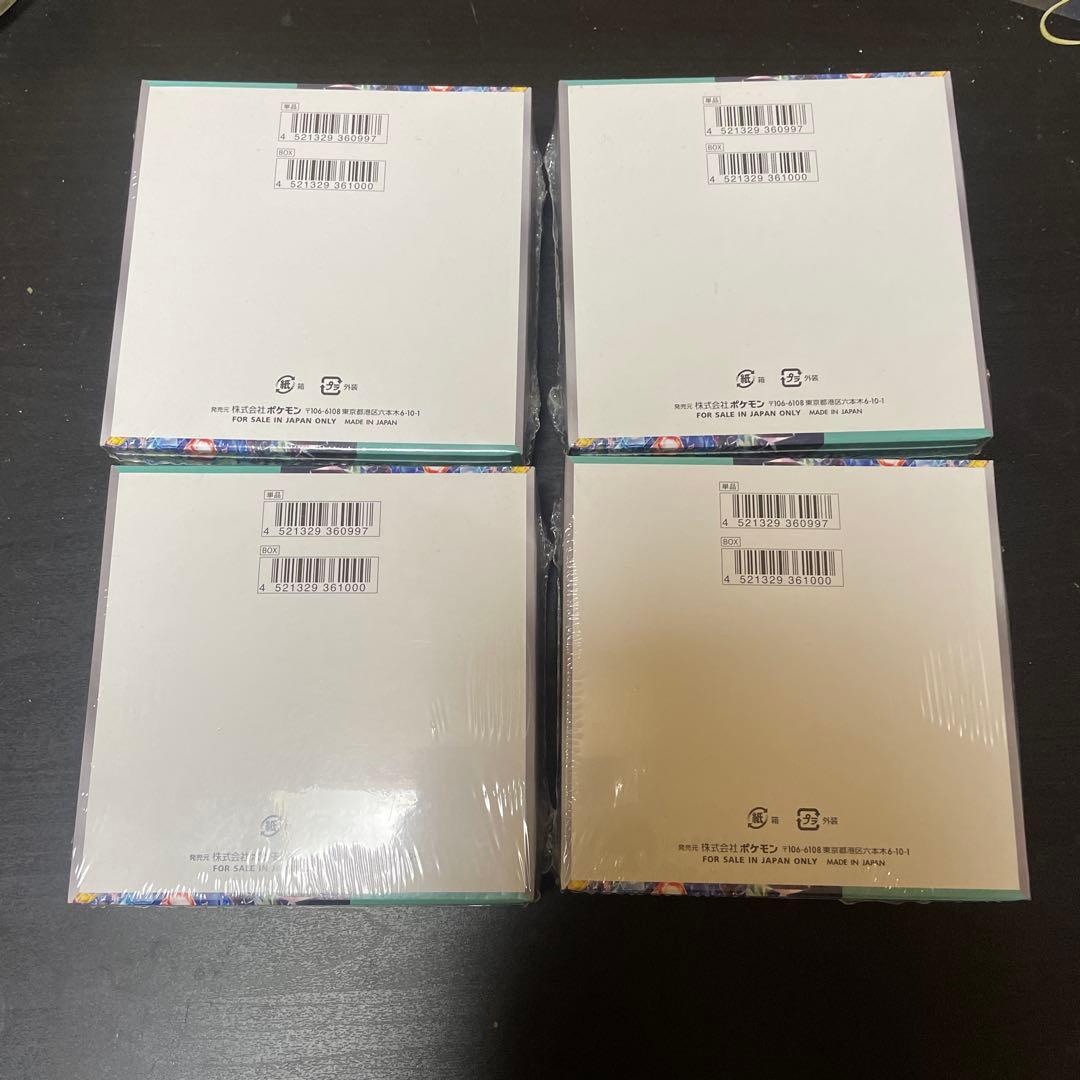 単品
4 521329 360997
BOX
4 521329 361000
紙 箱 プラ 外装
発売元 株式会社ポケモン 〒106-6108 東京都港区六本木6-10-1
FOR SALE IN JAPAN ONLY MADE IN JAPAN
単品
4 521329 360997
BOX
4 521329 361000
紙 箱 プラ 外装
発売元 株式会社ポケモン 〒106-6108 東京都港区六本木6-10-1
FOR SALE IN JAPAN ONLY MADE IN JAPAN
単品
4 521329 360997
BOX
4 521329 361000
紙
発売元 株式会社
FOR SALE IN
単品
4 521329 360997
BOX
4 521329 361000
紙 箱 プラ 外装
発売元 株式会社ポケモン 〒106-6108 東京都港区六本木6-10-1
FOR SALE IN JAPAN ONLY MADE IN JAPAN